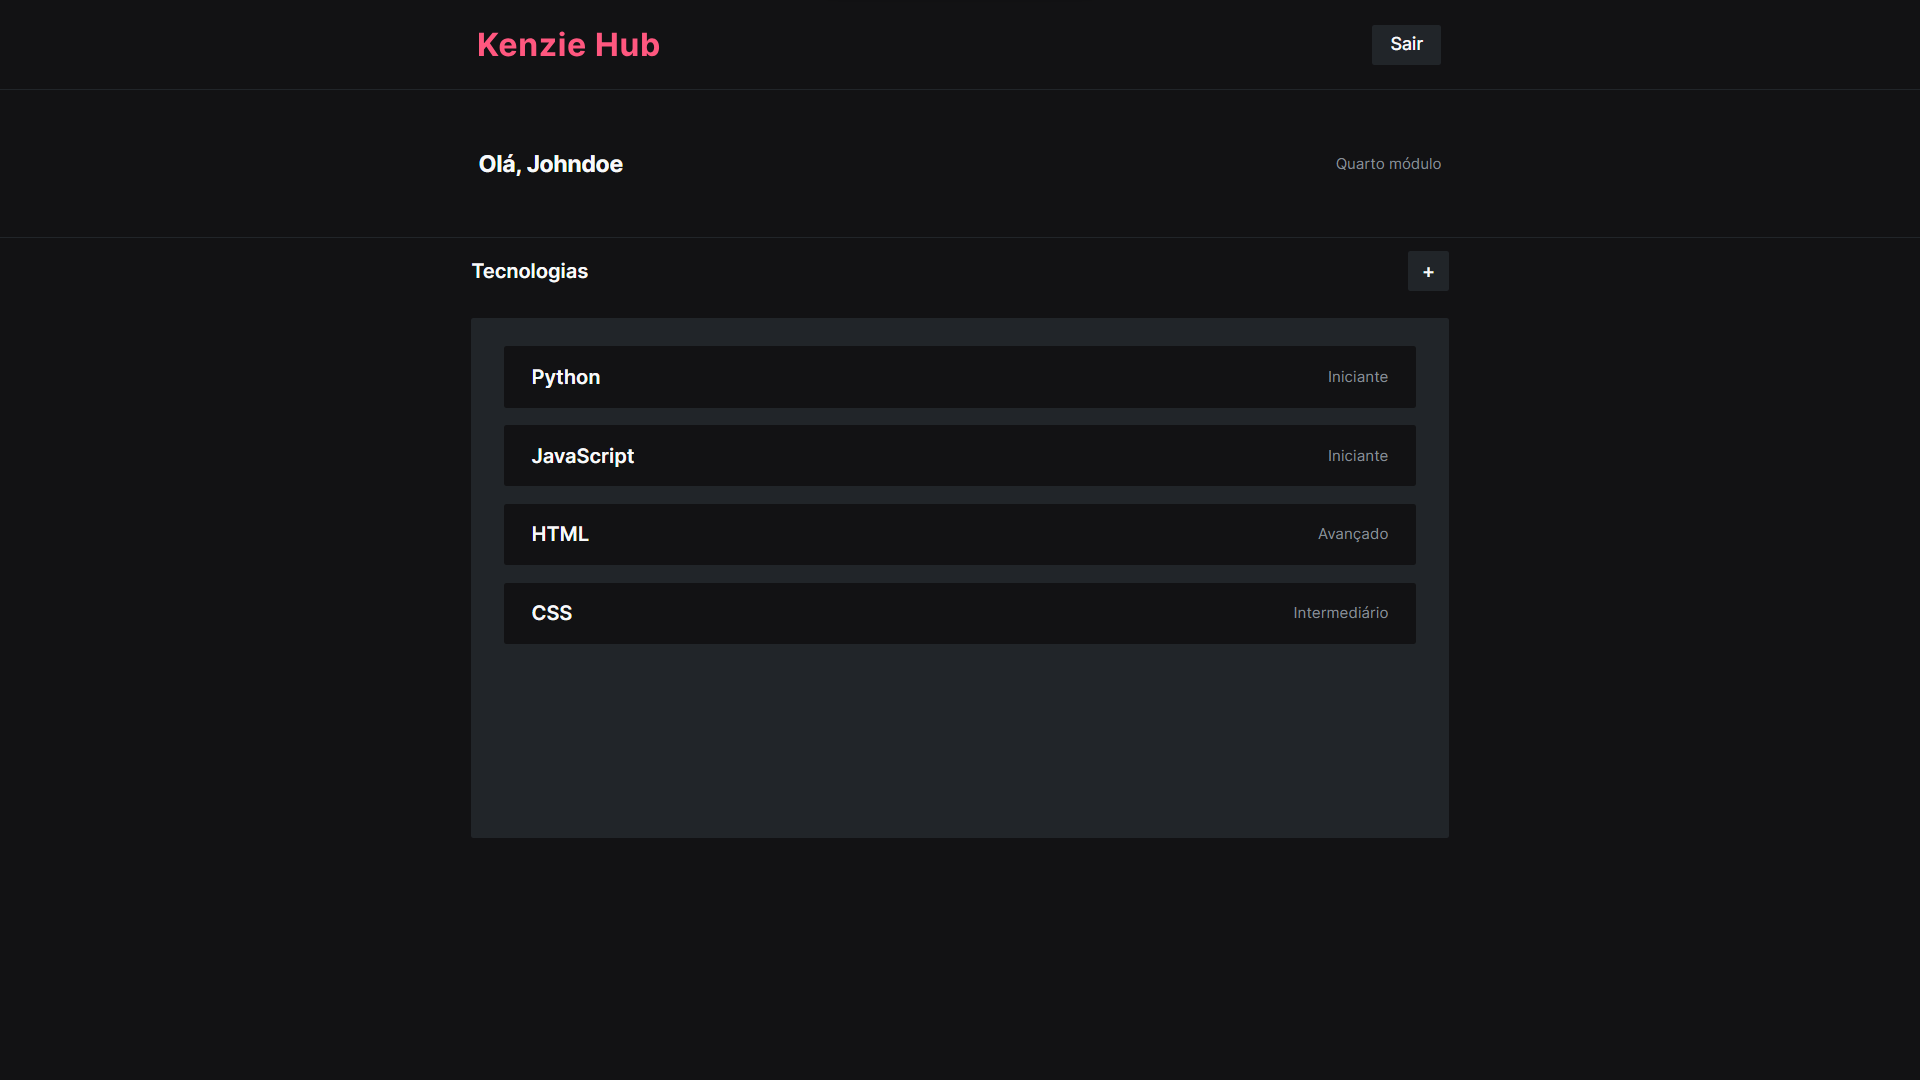 Kenzie Hub
Sair
Olá, Johndoe
Quarto módulo
Tecnologias
+
Python
Iniciante
JavaScript
Iniciante
HTML
Avançado
CSS
Intermediário